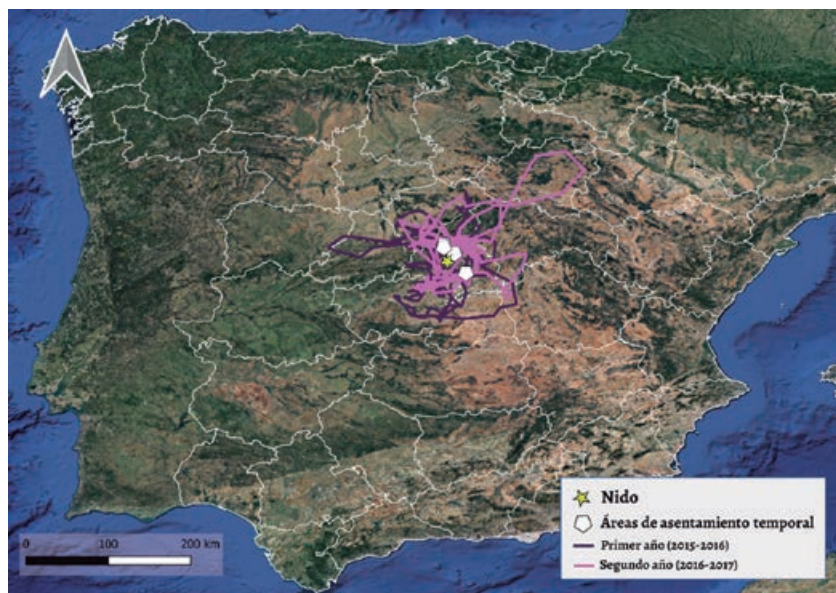 Nido
Áreas de asentamiento temporal
Primer año (2015-2016)
Segundo año (2016-2017)
0 100 200 km